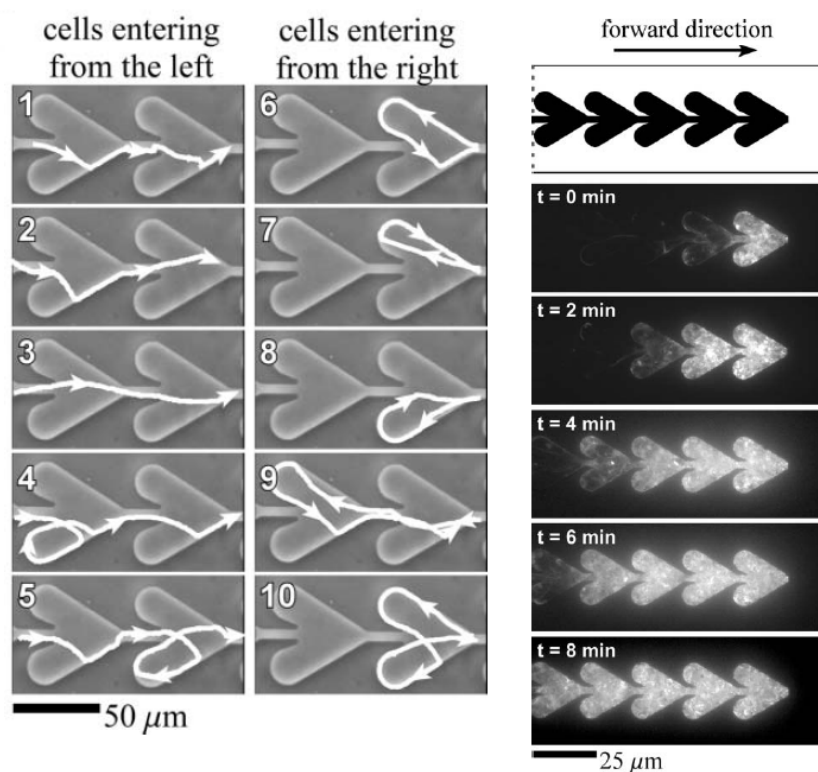 cells entering
from the left
cells entering
from the right
1
2
3
4
5
6
7
8
9
10
50 μm
forward direction
t = 0 min
t = 2 min
t = 4 min
t = 6 min
t = 8 min
25 μm